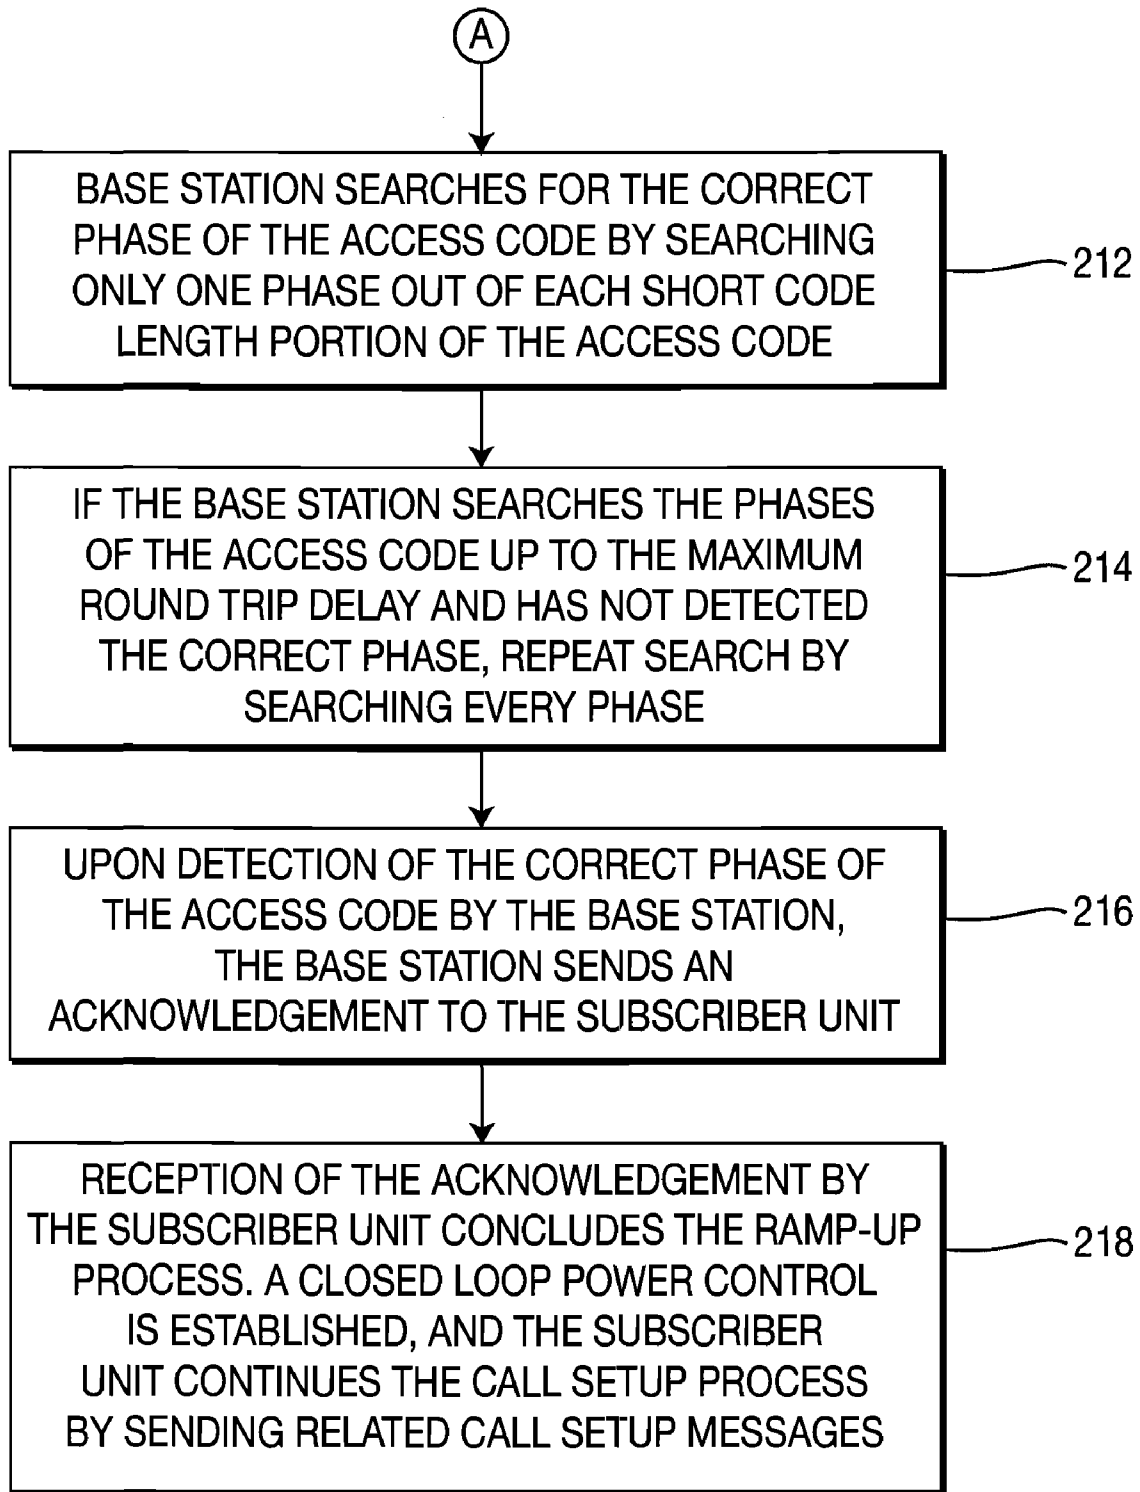 A
BASE STATION SEARCHES FOR THE CORRECT
PHASE OF THE ACCESS CODE BY SEARCHING
ONLY ONE PHASE OUT OF EACH SHORT CODE
LENGTH PORTION OF THE ACCESS CODE
212
IF THE BASE STATION SEARCHES THE PHASES
OF THE ACCESS CODE UP TO THE MAXIMUM
ROUND TRIP DELAY AND HAS NOT DETECTED
THE CORRECT PHASE, REPEAT SEARCH BY
SEARCHING EVERY PHASE
214
UPON DETECTION OF THE CORRECT PHASE OF
THE ACCESS CODE BY THE BASE STATION,
THE BASE STATION SENDS AN
ACKNOWLEDGEMENT TO THE SUBSCRIBER UNIT
216
RECEPTION OF THE ACKNOWLEDGEMENT BY
THE SUBSCRIBER UNIT CONCLUDES THE RAMP-UP
PROCESS. A CLOSED LOOP POWER CONTROL
IS ESTABLISHED, AND THE SUBSCRIBER
UNIT CONTINUES THE CALL SETUP PROCESS
BY SENDING RELATED CALL SETUP MESSAGES
218